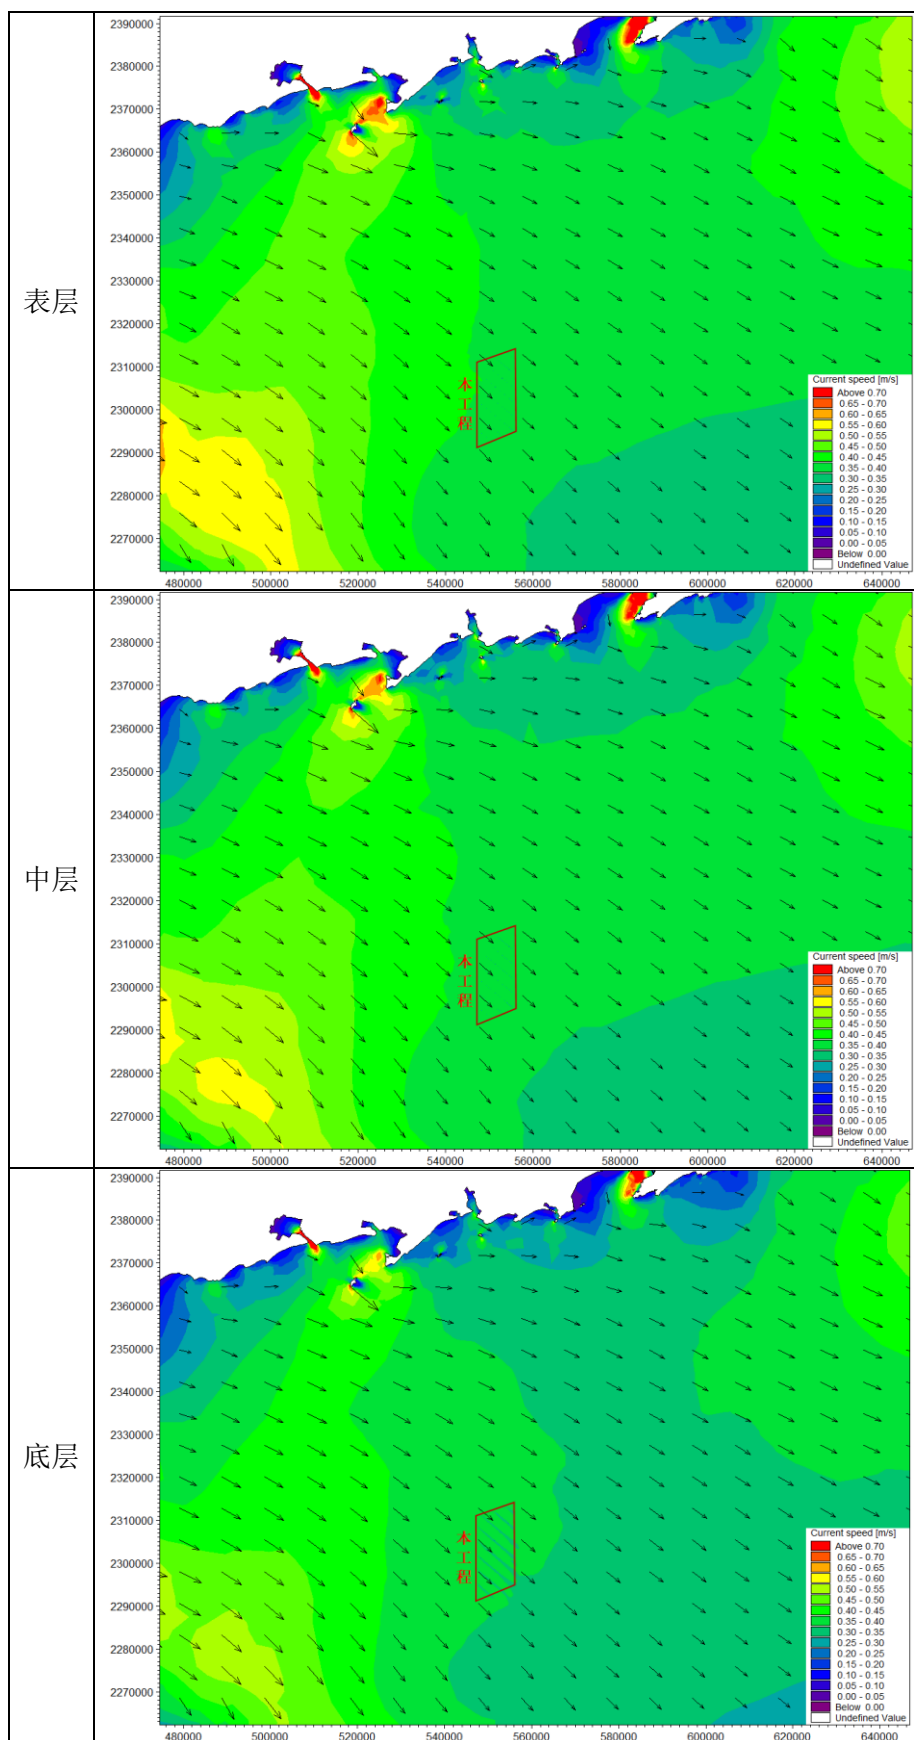 表层
2390000
2380000
2370000
2360000
2350000
2340000
2330000
2320000
2310000
2300000
2290000
2280000
2270000
本
工
程
Current speed [m/s]
Above 0.70
0.65 - 0.70
0.60 - 0.65
0.55 - 0.60
0.50 - 0.55
0.45 - 0.50
0.40 - 0.45
0.35 - 0.40
0.30 - 0.35
0.25 - 0.30
0.20 - 0.25
0.15 - 0.20
0.10 - 0.15
0.05 - 0.10
0.00 - 0.05
Below 0.00
Undefined Value
480000 500000 520000 540000 560000 580000 600000 620000 640000
中层
2390000
2380000
2370000
2360000
2350000
2340000
2330000
2320000
2310000
2300000
2290000
2280000
2270000
本
工
程
Current speed [m/s]
Above 0.70
0.65 - 0.70
0.60 - 0.65
0.55 - 0.60
0.50 - 0.55
0.45 - 0.50
0.40 - 0.45
0.35 - 0.40
0.30 - 0.35
0.25 - 0.30
0.20 - 0.25
0.15 - 0.20
0.10 - 0.15
0.05 - 0.10
0.00 - 0.05
Below 0.00
Undefined Value
480000 500000 520000 540000 560000 580000 600000 620000 640000
底层
2390000
2380000
2370000
2360000
2350000
2340000
2330000
2320000
2310000
2300000
2290000
2280000
2270000
本
工
程
Current speed [m/s]
Above 0.70
0.65 - 0.70
0.60 - 0.65
0.55 - 0.60
0.50 - 0.55
0.45 - 0.50
0.40 - 0.45
0.35 - 0.40
0.30 - 0.35
0.25 - 0.30
0.20 - 0.25
0.15 - 0.20
0.10 - 0.15
0.05 - 0.10
0.00 - 0.05
Below 0.00
Undefined Value
480000 500000 520000 540000 560000 580000 600000 620000 640000